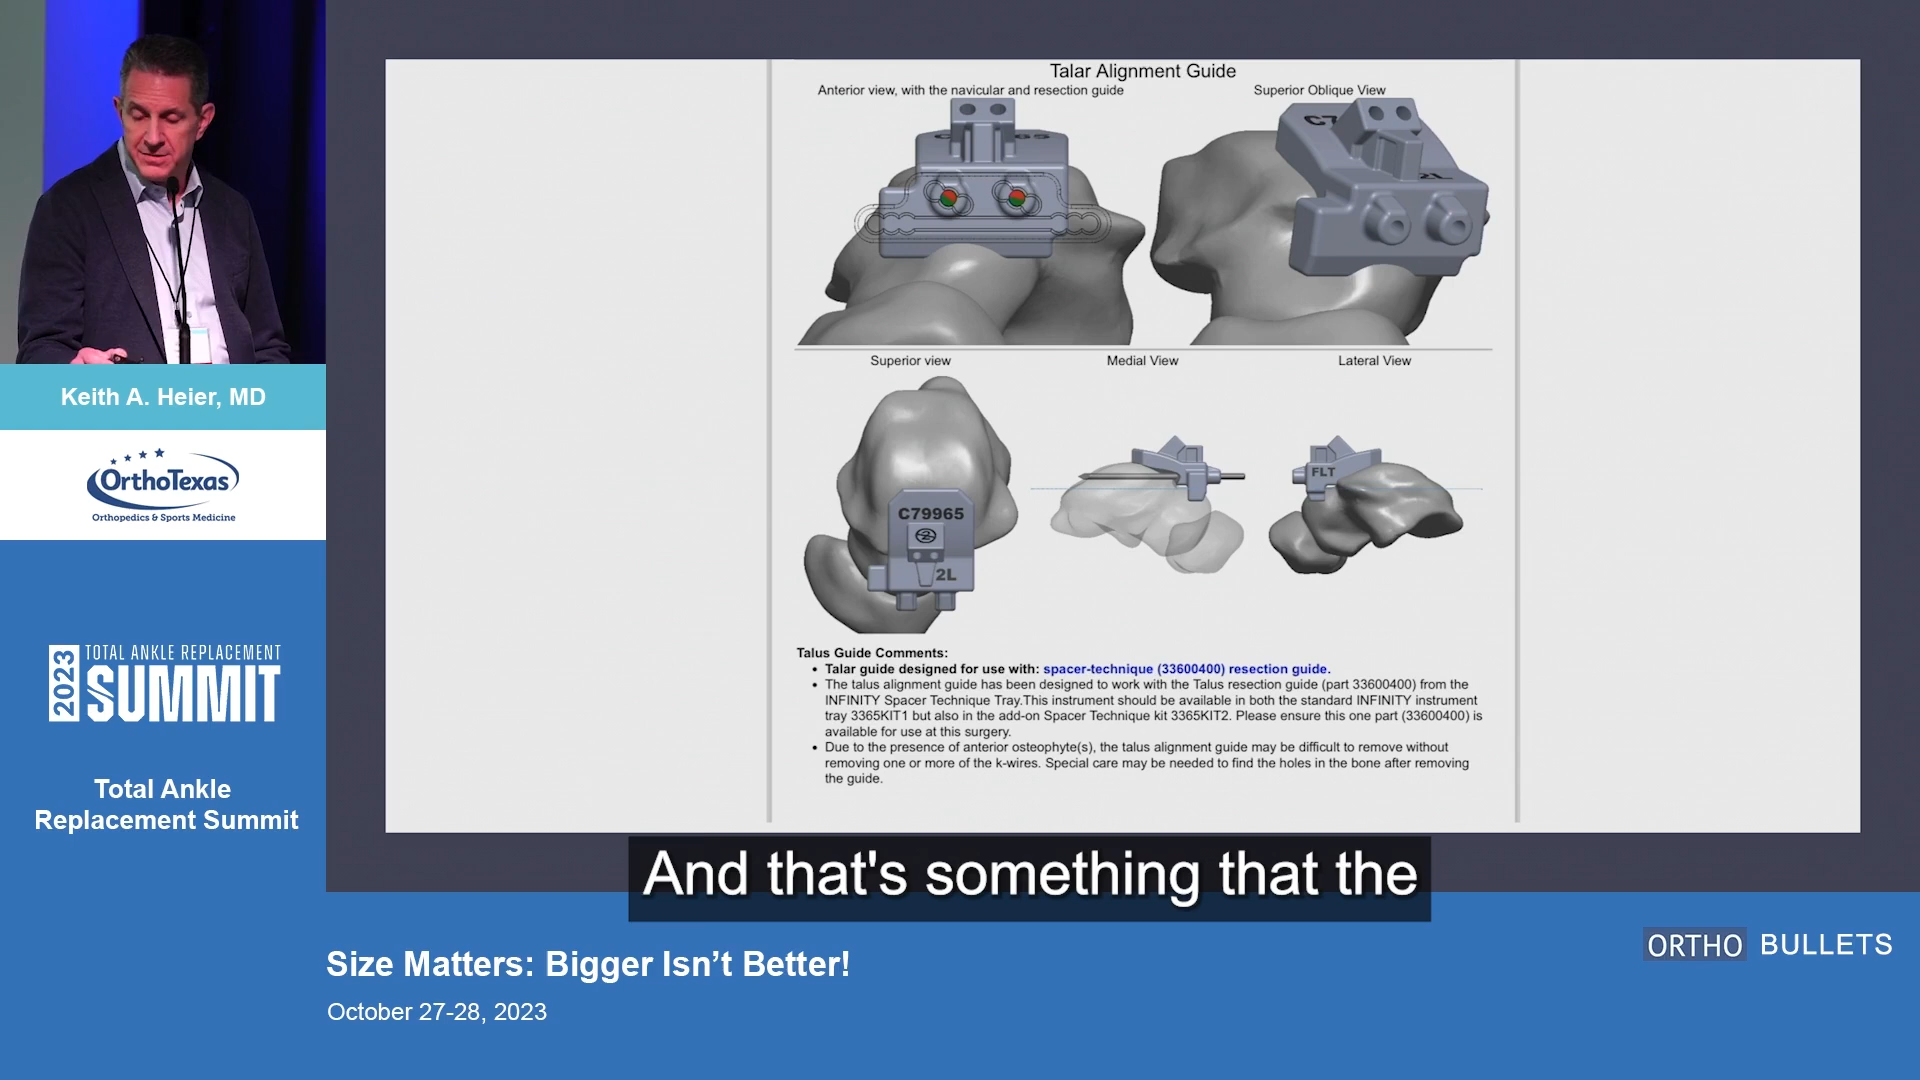 Talar Alignment Guide
Anterior view, with the navicular and resection guide
Superior Oblique View
C7
2L
Superior view
Medial View
Lateral View
C79965
2L
FLT
Talus Guide Comments:
• Talar guide designed for use with: spacer-technique (33600400) resection guide.
• The talus alignment guide has been designed to work with the Talus resection guide (part 33600400) from the
INFINITY Spacer Technique Tray.This instrument should be available in both the standard INFINITY instrument
tray 3365KIT1 but also in the add-on Spacer Technique kit 3365KIT2. Please ensure this one part (33600400) is
available for use at this surgery.
• Due to the presence of anterior osteophyte(s), the talus alignment guide may be difficult to remove without
removing one or more of the k-wires. Special care may be needed to find the holes in the bone after removing
the guide.
Keith A. Heier, MD
OrthoTexas
Orthopedics & Sports Medicine
2023
TOTAL ANKLE REPLACEMENT
SUMMIT
Total Ankle
Replacement Summit
And that's something that the
Size Matters: Bigger Isn’t Better!
October 27-28, 2023
ORTHO BULLETS